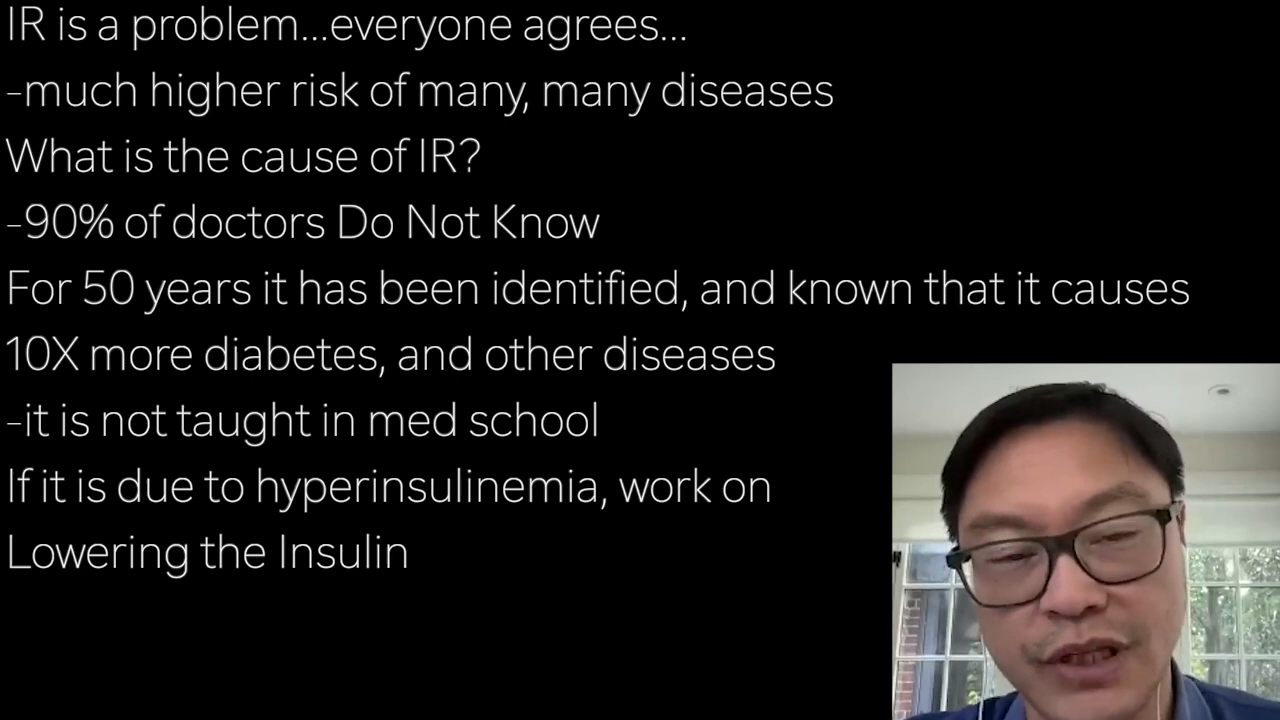 IR is a problem...everyone agrees...
-much higher risk of many, many diseases
What is the cause of IR?
-90% of doctors Do Not Know
For 50 years it has been identified, and known that it causes
10X more diabetes, and other diseases
-it is not taught in med school
If it is due to hyperinsulinemia, work on
Lowering the Insulin